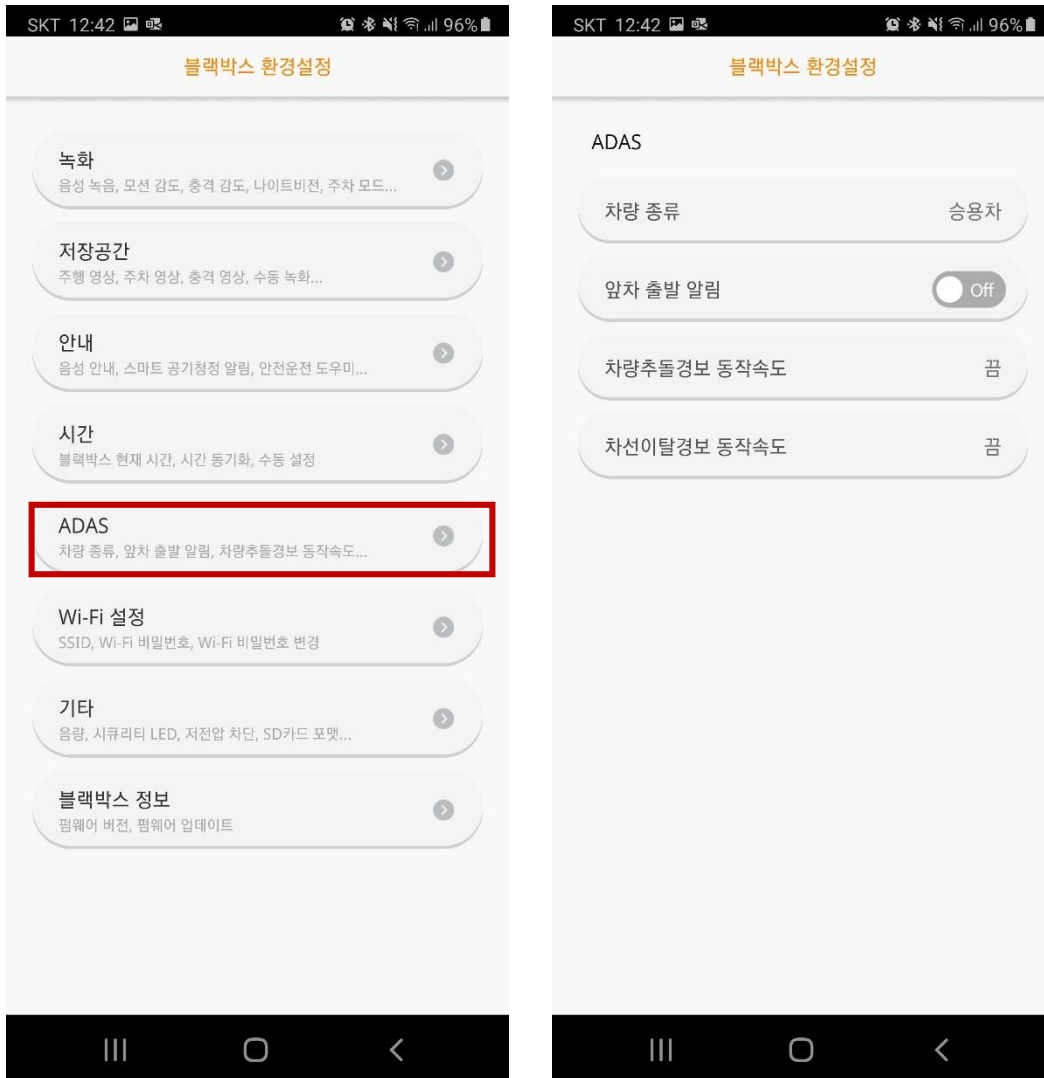 SKT 12:42 96%
블랙박스 환경설정
녹화
음성 녹음, 모션 감도, 충격 감도, 나이트비전, 주차 모드...
저장공간
주행 영상, 주차 영상, 충격 영상, 수동 녹화...
안내
음성 안내, 스마트 공기청정 알림, 안전운전 도우미...
시간
블랙박스 현재 시간, 시간 동기화, 수동 설정
ADAS
차량 종류, 앞차 출발 알림, 차량추돌경보 동작속도...
Wi-Fi 설정
SSID, Wi-Fi 비밀번호, Wi-Fi 비밀번호 변경
기타
음량, 시큐리티 LED, 저전압 차단, SD카드 포맷...
블랙박스 정보
펌웨어 버전, 펌웨어 업데이트
SKT 12:42 96%
블랙박스 환경설정
ADAS
차량 종류 승용차
앞차 출발 알림 Off
차량추돌경보 동작속도 끔
차선이탈경보 동작속도 끔